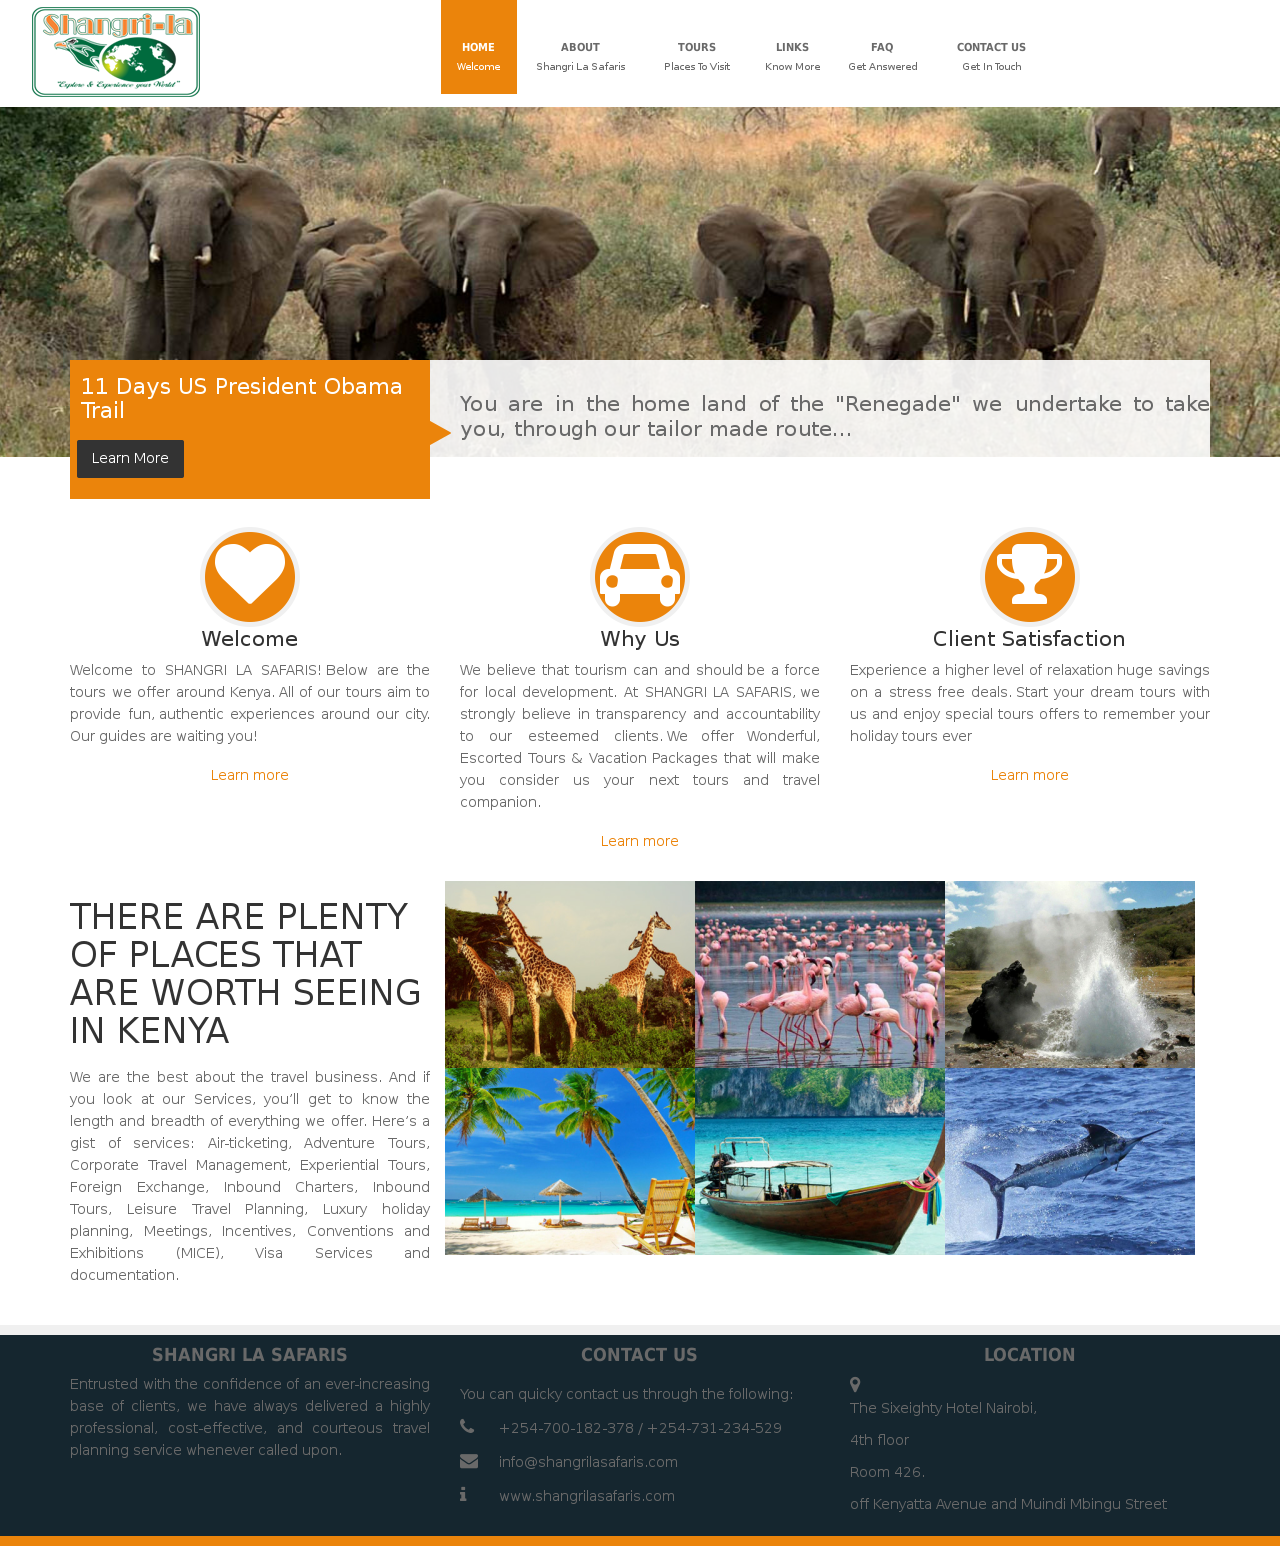 Shangri-la
"Explore & Experience your World"
HOME
Welcome
ABOUT
Shangri La Safaris
TOURS
Places To Visit
LINKS
Know More
FAQ
Get Answered
CONTACT US
Get In Touch
11 Days US President Obama
Trail
Learn More
You are in the home land of the "Renegade" we undertake to take
you, through our tailor made route...
Welcome
Welcome to SHANGRI LA SAFARIS! Below are the
tours we offer around Kenya. All of our tours aim to
provide fun, authentic experiences around our city.
Our guides are waiting you!
Learn more
Why Us
We believe that tourism can and should be a force
for local development. At SHANGRI LA SAFARIS, we
strongly believe in transparency and accountability
to our esteemed clients. We offer Wonderful,
Escorted Tours & Vacation Packages that will make
you consider us your next tours and travel
companion.
Learn more
Client Satisfaction
Experience a higher level of relaxation huge savings
on a stress free deals. Start your dream tours with
us and enjoy special tours offers to remember your
holiday tours ever
Learn more
THERE ARE PLENTY
OF PLACES THAT
ARE WORTH SEEING
IN KENYA
We are the best about the travel business. And if
you look at our Services, you’ll get to know the
length and breadth of everything we offer. Here’s a
gist of services: Air-ticketing, Adventure Tours,
Corporate Travel Management, Experiential Tours,
Foreign Exchange, Inbound Charters, Inbound
Tours, Leisure Travel Planning, Luxury holiday
planning, Meetings, Incentives, Conventions and
Exhibitions (MICE), Visa Services and
documentation.
SHANGRI LA SAFARIS
Entrusted with the confidence of an ever-increasing
base of clients, we have always delivered a highly
professional, cost-effective, and courteous travel
planning service whenever called upon.
CONTACT US
You can quicky contact us through the following:
+254-700-182-378 / +254-731-234-529
info@shangrilasafaris.com
www.shangrilasafaris.com
LOCATION
The Sixeighty Hotel Nairobi,
4th floor
Room 426.
off Kenyatta Avenue and Muindi Mbingu Street